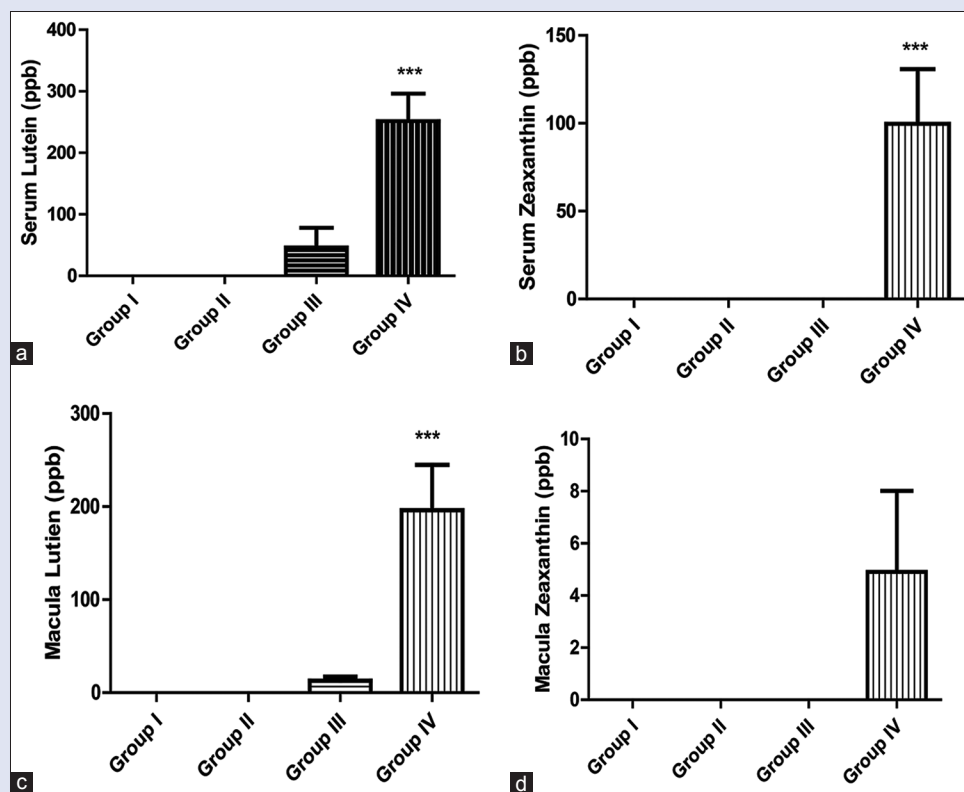 400
300
200
100
0
Serum Lutein (ppb)
***
Group I
Group II
Group III
Group IV
a
150
100
50
0
Serum Zeaxanthin (ppb)
***
Group I
Group II
Group III
Group IV
b
300
200
100
0
Macula Lutien (ppb)
***
Group I
Group II
Group III
Group IV
c
10
8
6
4
2
0
Macula Zeaxanthin (ppb)
Group I
Group II
Group III
Group IV
d